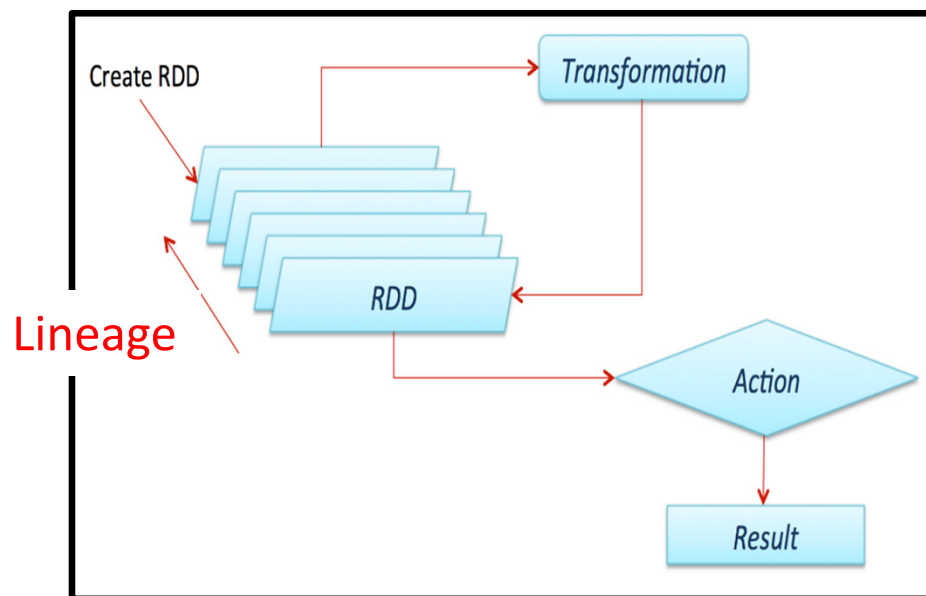 Create RDD
Transformation
RDD
Lineage
Action
Result